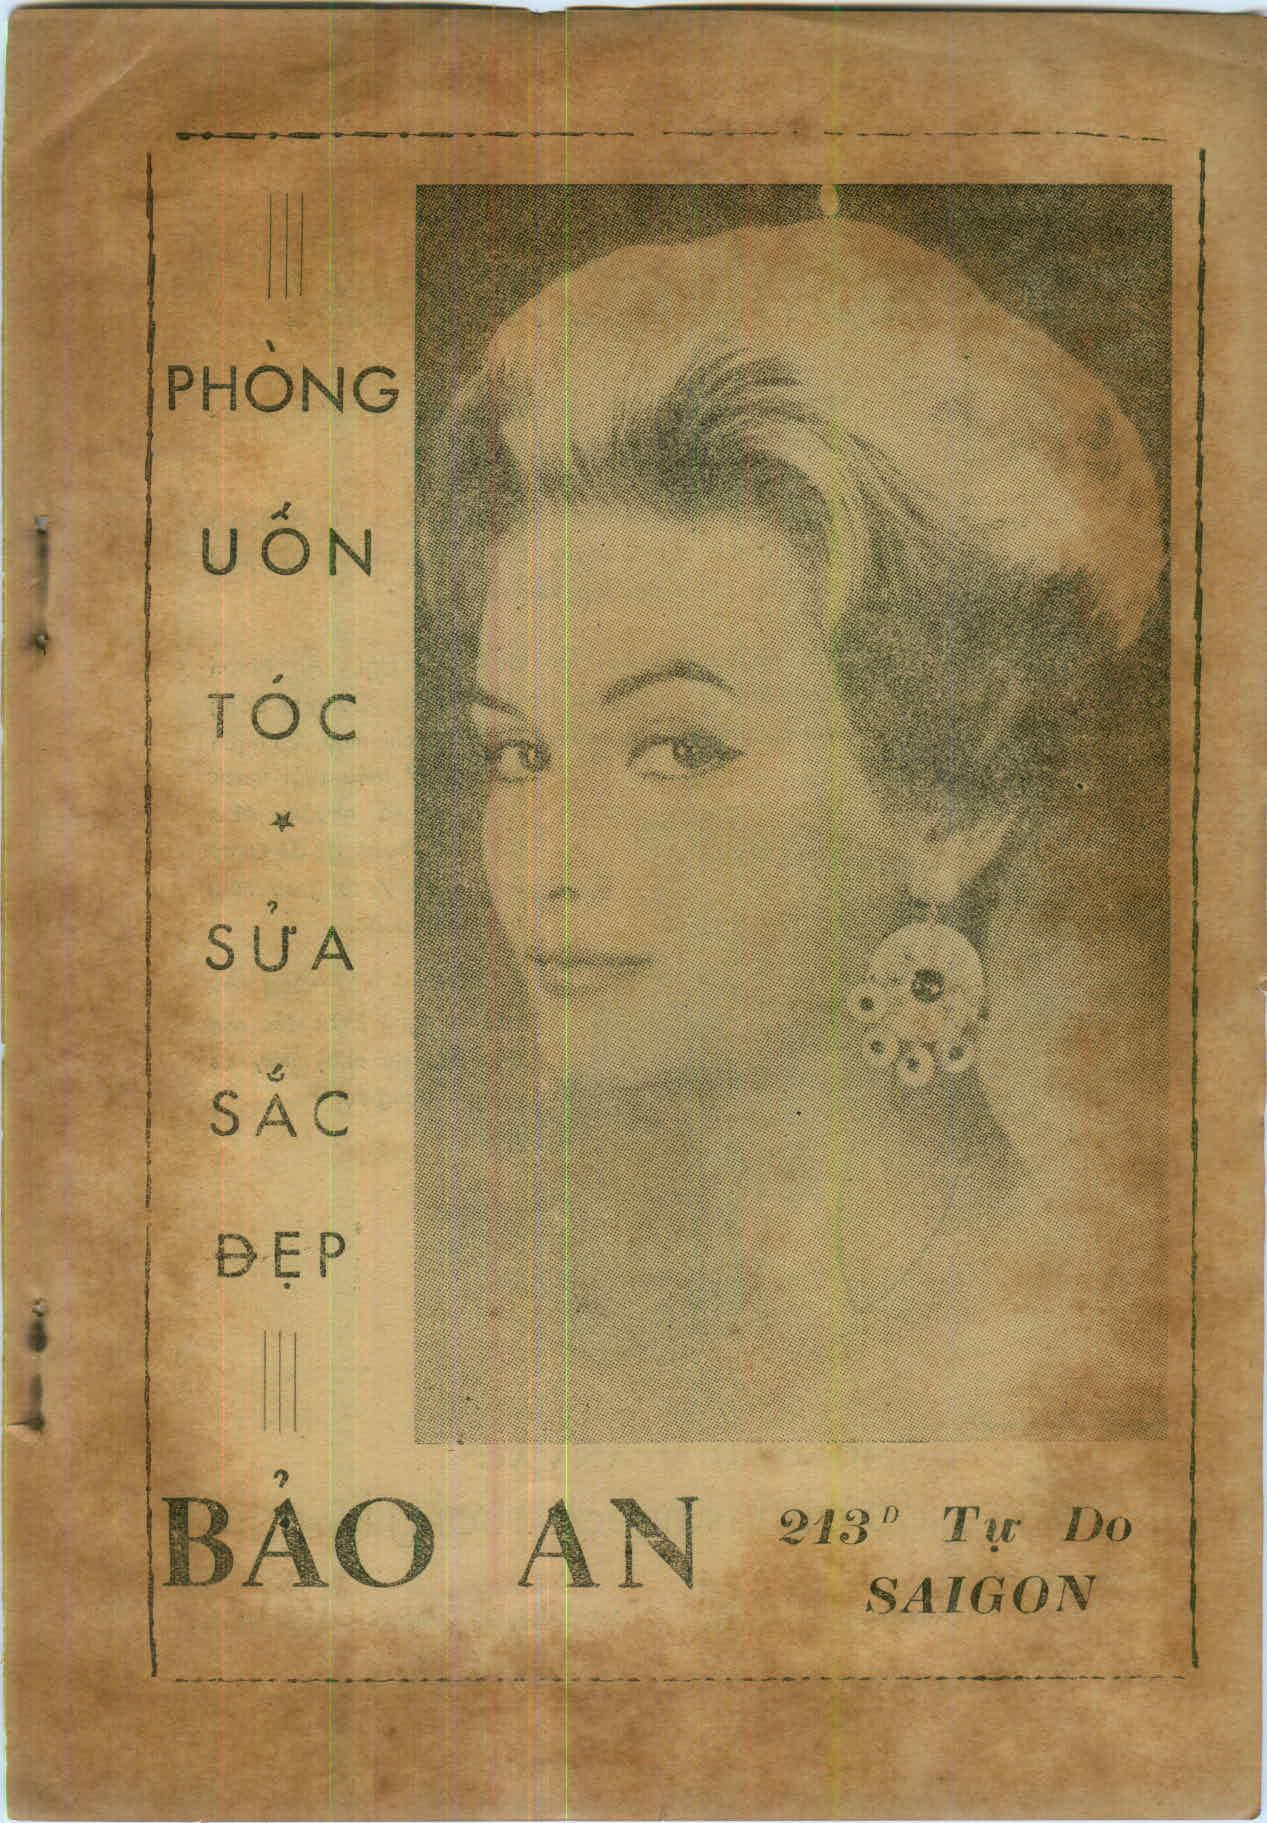 PHÒNG
UỐN
TÓC
★
SỬA
SẮC
ĐẸP
BẢO AN
213D Tự Do
SAIGON